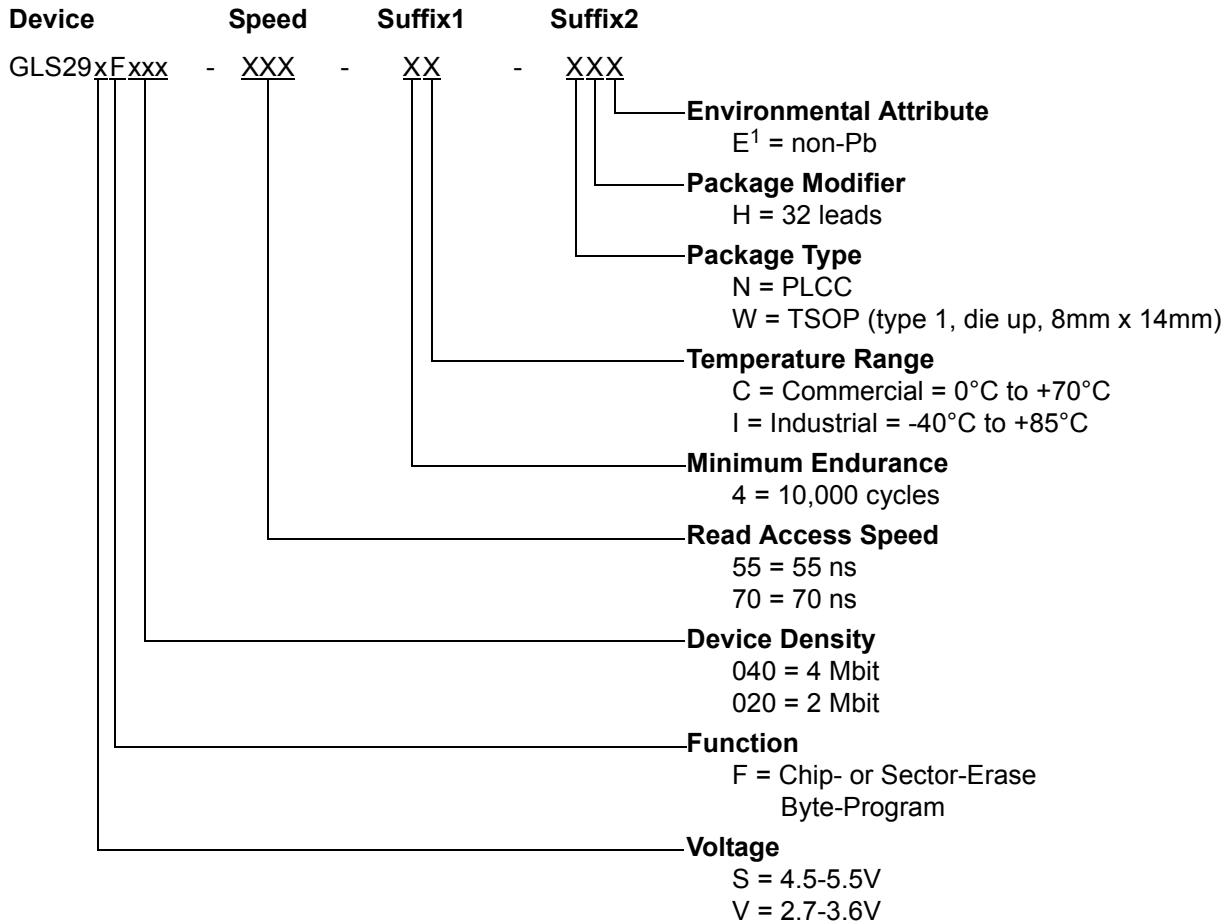 Device Speed Suffix1 Suffix2
GLS29xFxxx - XXX - XX - XXX
Environmental Attribute
E1 = non-Pb
Package Modifier
H = 32 leads
Package Type
N = PLCC
W = TSOP (type 1, die up, 8mm x 14mm)
Temperature Range
C = Commercial = 0°C to +70°C
I = Industrial = -40°C to +85°C
Minimum Endurance
4 = 10,000 cycles
Read Access Speed
55 = 55 ns
70 = 70 ns
Device Density
040 = 4 Mbit
020 = 2 Mbit
Function
F = Chip- or Sector-Erase
Byte-Program
Voltage
S = 4.5-5.5V
V = 2.7-3.6V